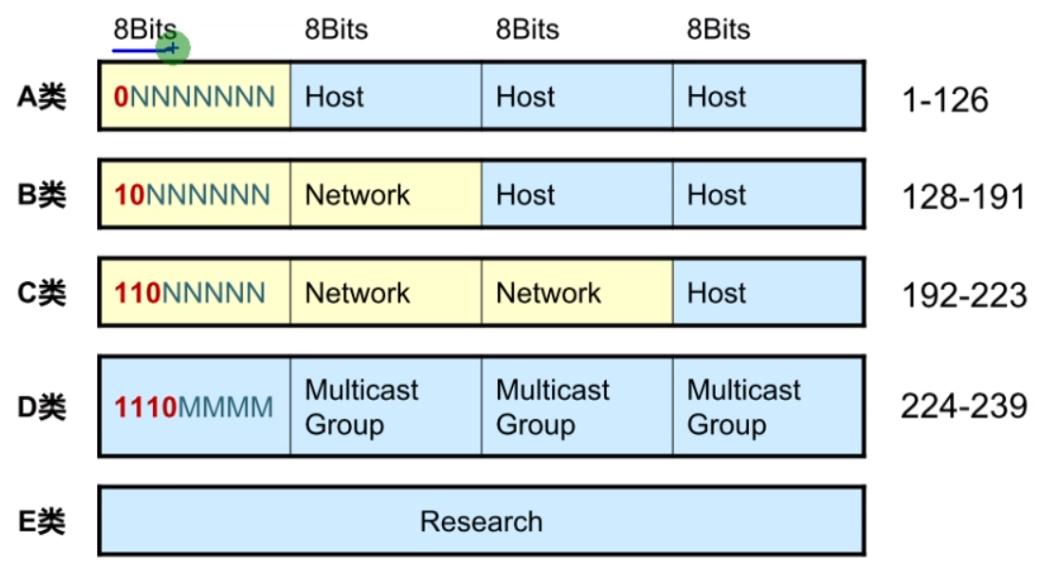 8Bits 8Bits 8Bits 8Bits
A类 0NNNNNNN Host Host Host 1-126
B类 10NNNNNN Network Host Host 128-191
C类 110NNNNN Network Network Host 192-223
D类 1110MMMM Multicast Group Multicast Group Multicast Group 224-239
E类 Research